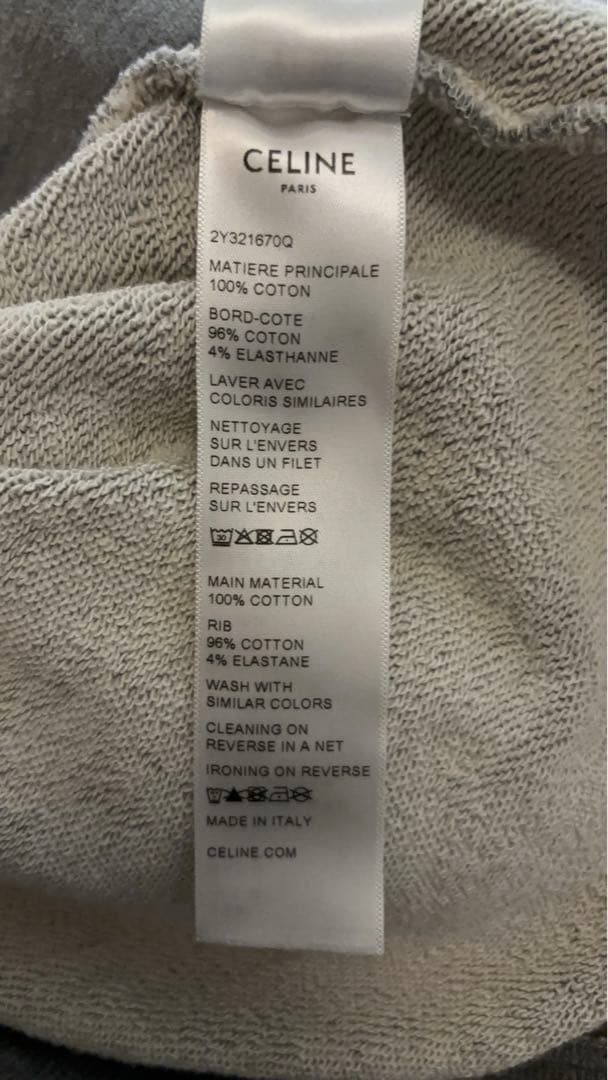 CELINE
PARIS
2Y321670Q
MATIERE PRINCIPALE
100% COTON
BORD-COTE
96% COTON
4% ELASTHANNE
LAVER AVEC
COLORIS SIMILAIRES
NETTOYAGE
SUR L'ENVERS
DANS UN FILET
REPASSAGE
SUR L'ENVERS
30
MAIN MATERIAL
100% COTTON
RIB
96% COTTON
4% ELASTANE
WASH WITH
SIMILAR COLORS
CLEANING ON
REVERSE IN A NET
IRONING ON REVERSE
MADE IN ITALY
CELINE.COM